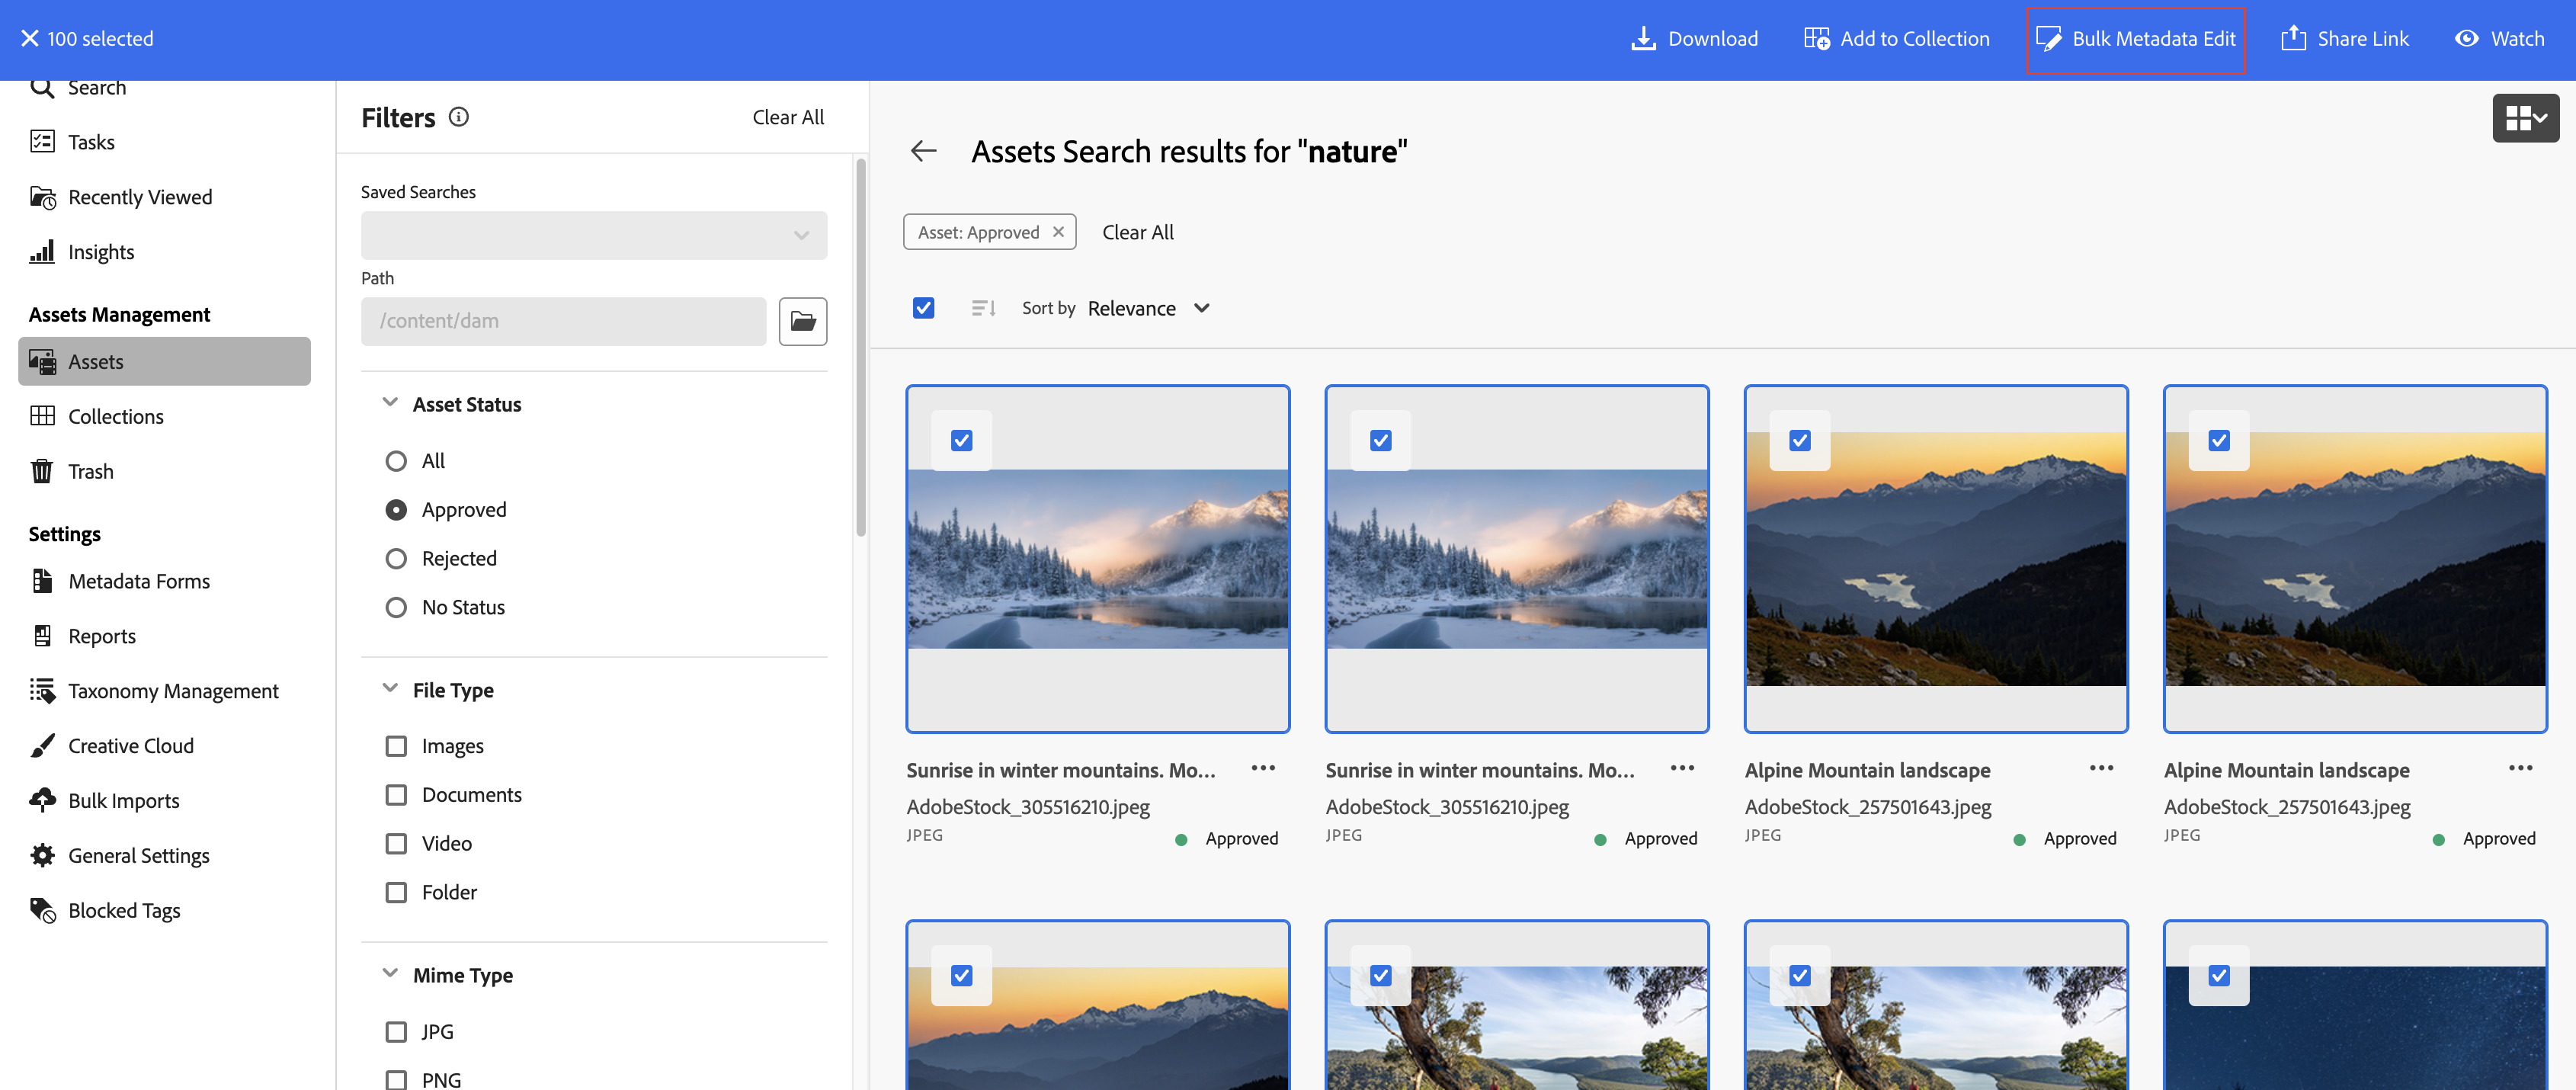 100 selected
Download
Add to Collection
Bulk Metadata Edit
Share Link
Watch
Search
Tasks
Recently Viewed
Insights
Assets Management
Assets
Collections
Trash
Settings
Metadata Forms
Reports
Taxonomy Management
Creative Cloud
Bulk Imports
General Settings
Blocked Tags
Filters
Clear All
Saved Searches
Path
/content/dam
Asset Status
All
Approved
Rejected
No Status
File Type
Images
Documents
Video
Folder
Mime Type
JPG
PNG
Assets Search results for "nature"
Asset: Approved
Clear All
Sort by Relevance
Sunrise in winter mountains. Mo...
AdobeStock_305516210.jpeg
JPEG
Approved
Sunrise in winter mountains. Mo...
AdobeStock_305516210.jpeg
JPEG
Approved
Alpine Mountain landscape
AdobeStock_257501643.jpeg
JPEG
Approved
Alpine Mountain landscape
AdobeStock_257501643.jpeg
JPEG
Approved